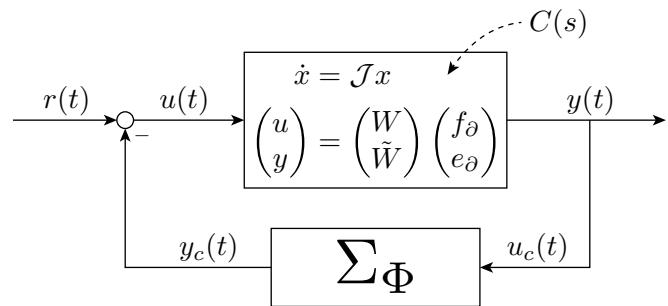 C(s)
ẋ = 𝒥x
r(t) u(t) y(t)
(u y) = (W W̃) (f∂ e∂)
−
y_c(t) u_c(t)
Σ_Φ